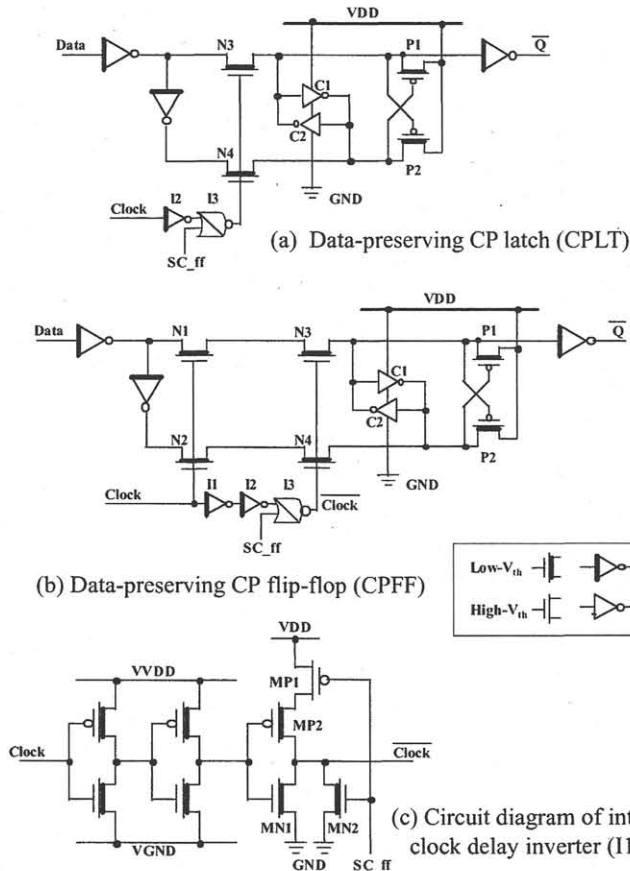 VDD
Data
N3
P1
Q
C1
C2
N4
P2
I2
I3
Clock
GND
SC_ff
(a) Data-preserving CP latch (CPLT)
VDD
Data
N1
N3
P1
Q
C1
C2
N2
N4
P2
Clock
I1
I2
I3
Clock
GND
SC_ff
(b) Data-preserving CP flip-flop (CPFF)
Low-Vth
High-Vth
VDD
VVDD
MP1
MP2
Clock
Clock
MN1
MN2
VGND
GND
SC_ff
(c) Circuit diagram of int
clock delay inverter (I1